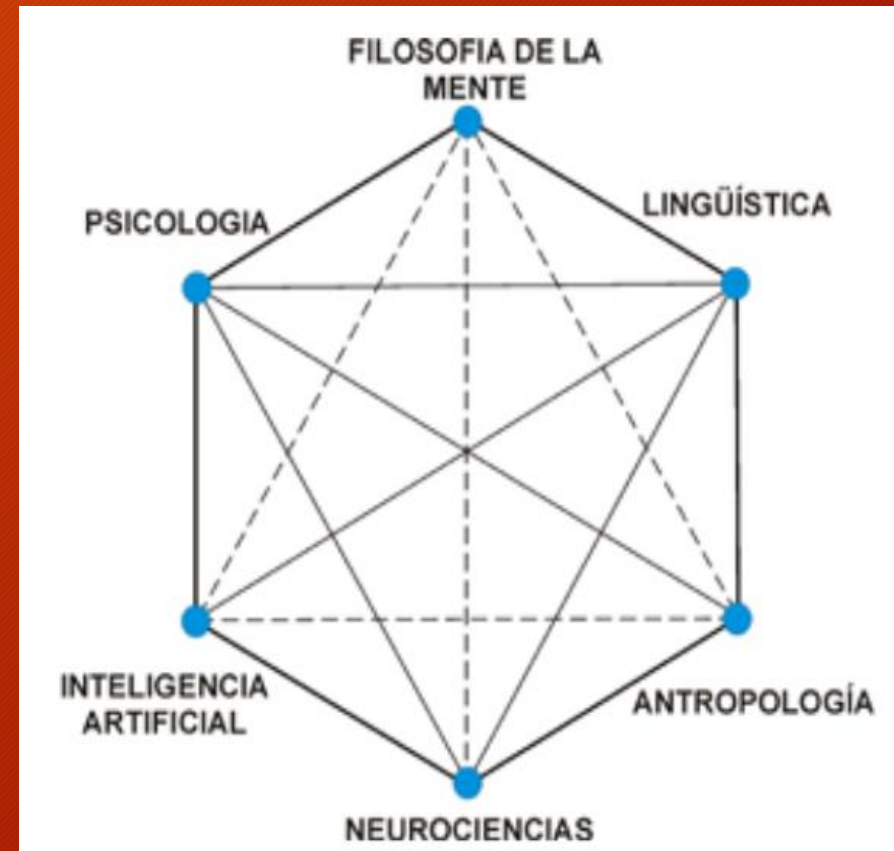 FILOSOFIA DE LA
MENTE
PSICOLOGIA
LINGÜÍSTICA
INTELIGENCIA
ARTIFICIAL
ANTROPOLOGÍA
NEUROCIENCIAS